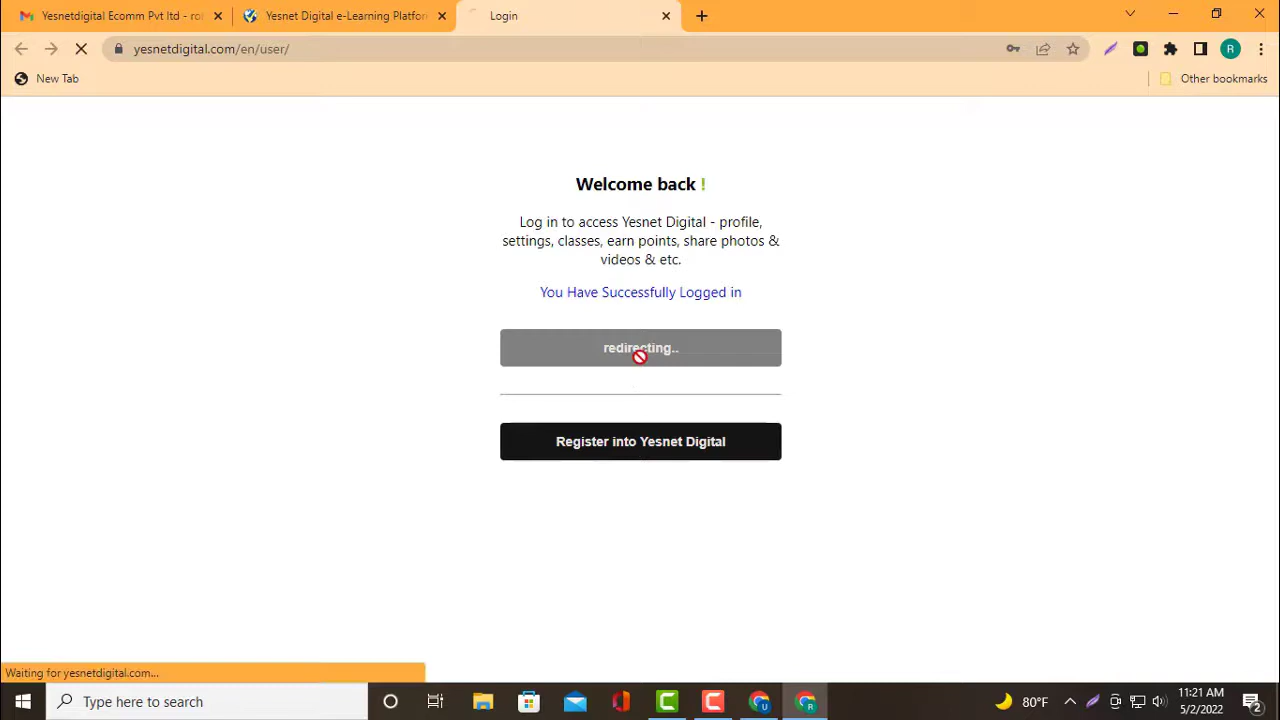 Yesnetdigital Ecomm Pvt ltd - ro
Yesnet Digital e-Learning Platfor
Login
yesnetdigital.com/en/user/
R
New Tab
Other bookmarks
Welcome back !
Log in to access Yesnet Digital - profile,
settings, classes, earn points, share photos &
videos & etc.
You Have Successfully Logged in
redirecting..
Register into Yesnet Digital
Waiting for yesnetdigital.com...
Type here to search
80°F
11:21 AM
5/2/2022
2